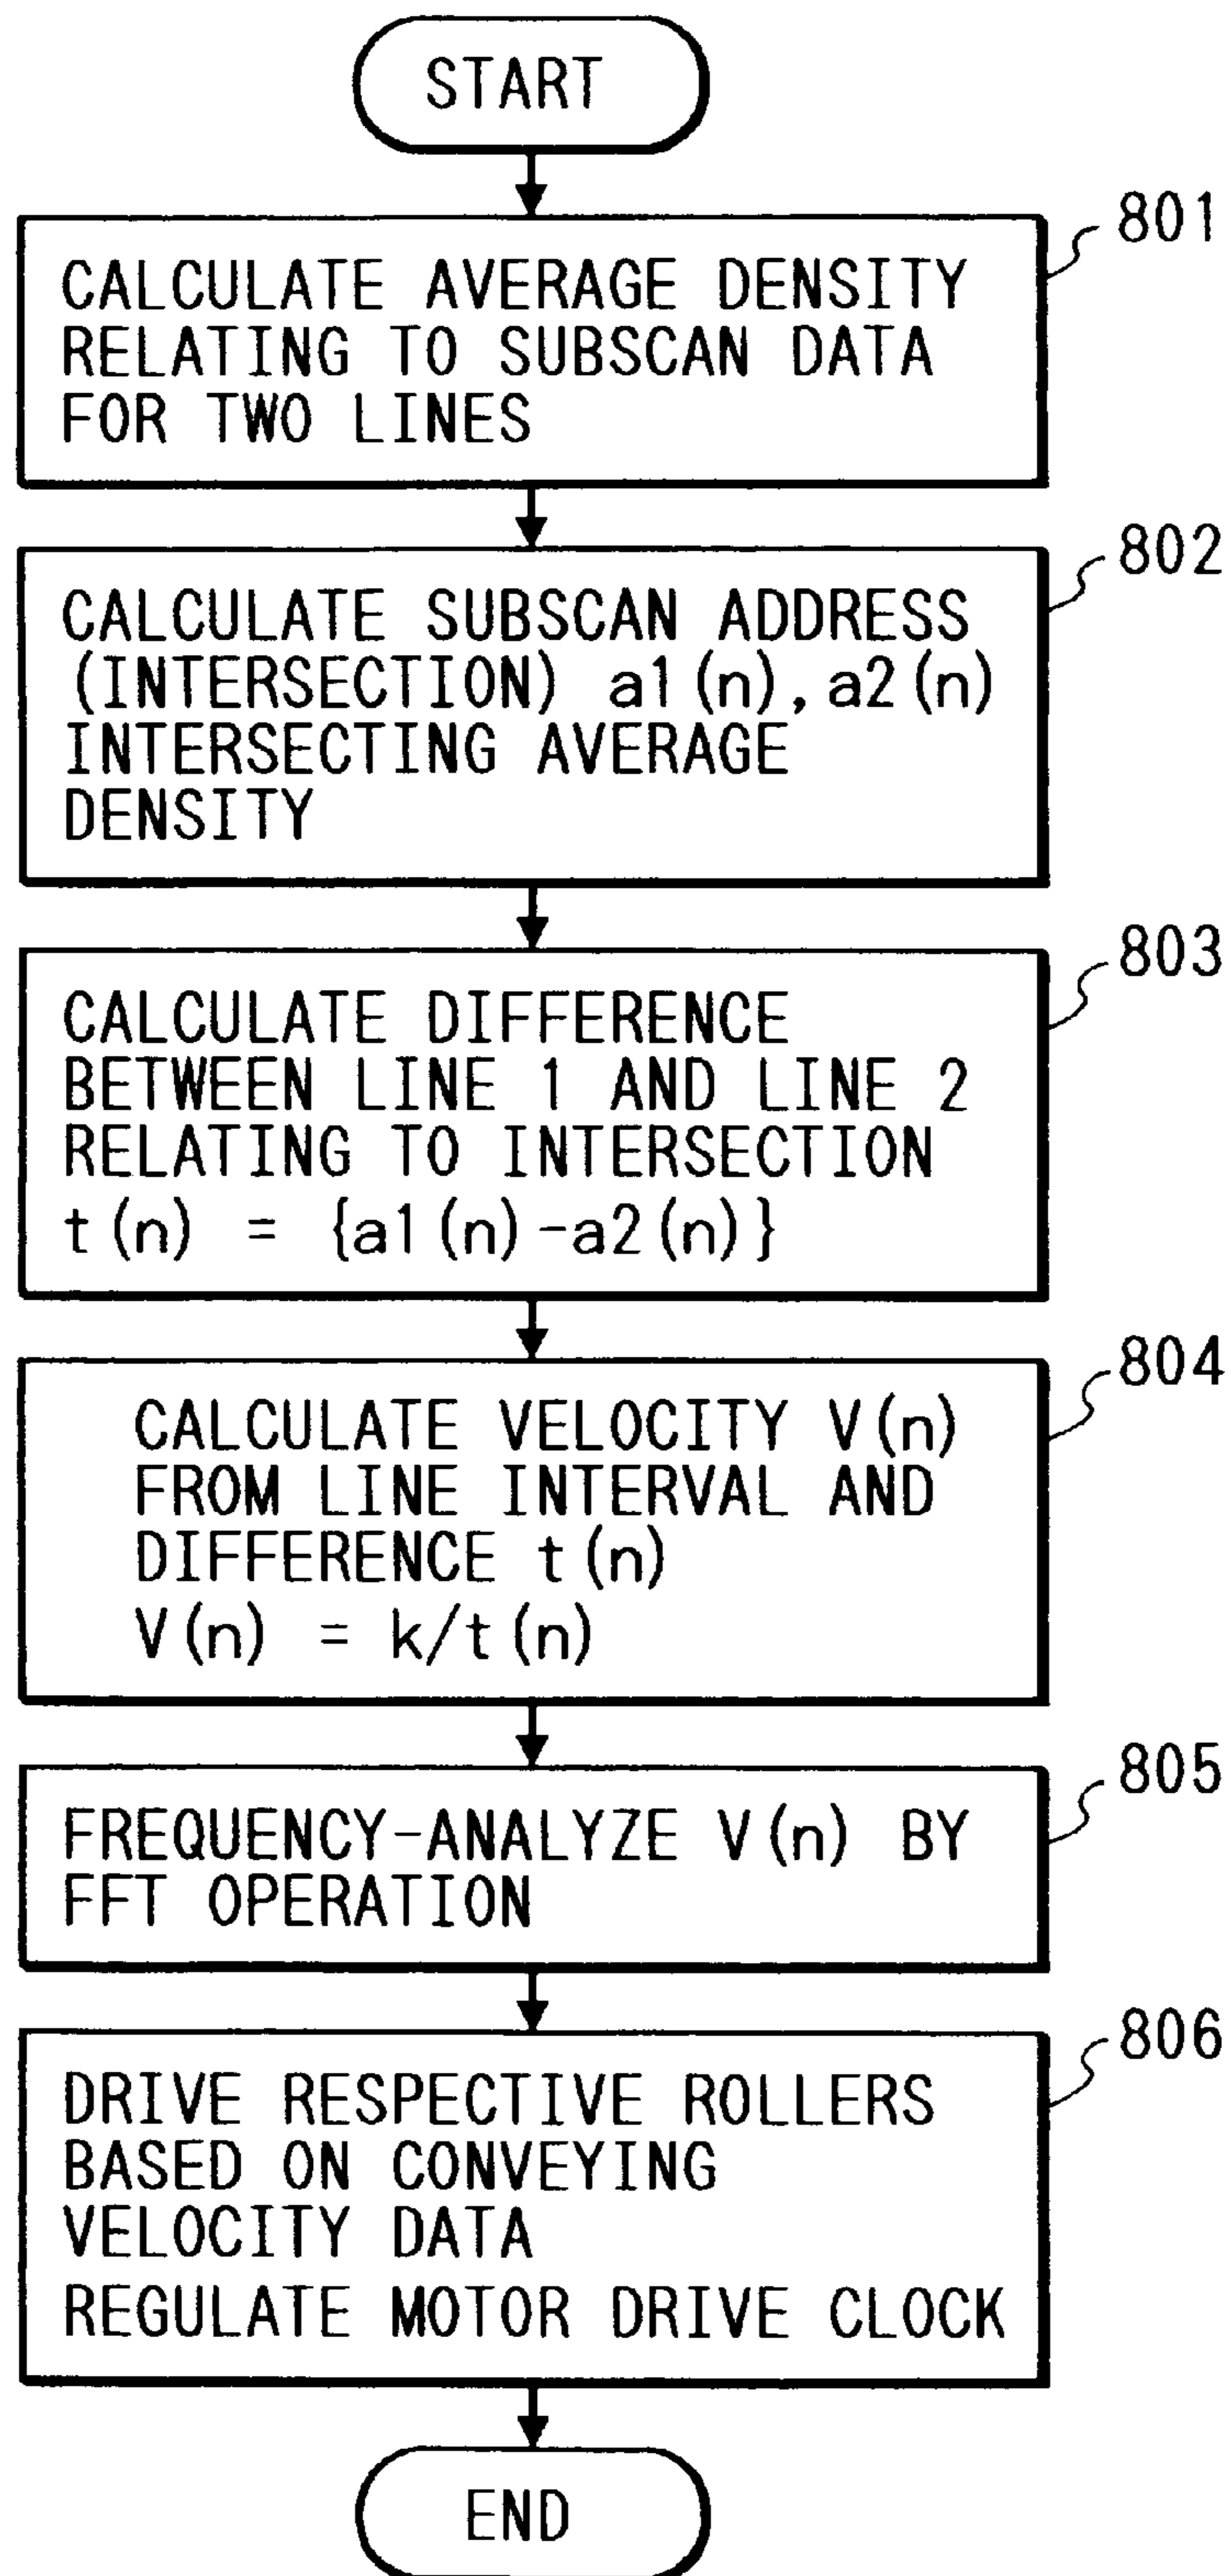 START
801
CALCULATE AVERAGE DENSITY
RELATING TO SUBSCAN DATA
FOR TWO LINES
802
CALCULATE SUBSCAN ADDRESS
(INTERSECTION) a1(n), a2(n)
INTERSECTING AVERAGE
DENSITY
803
CALCULATE DIFFERENCE
BETWEEN LINE 1 AND LINE 2
RELATING TO INTERSECTION
t(n) = {a1(n)-a2(n)}
804
CALCULATE VELOCITY V(n)
FROM LINE INTERVAL AND
DIFFERENCE t(n)
V(n) = k/t(n)
805
FREQUENCY-ANALYZE V(n) BY
FFT OPERATION
806
DRIVE RESPECTIVE ROLLERS
BASED ON CONVEYING
VELOCITY DATA
REGULATE MOTOR DRIVE CLOCK
END